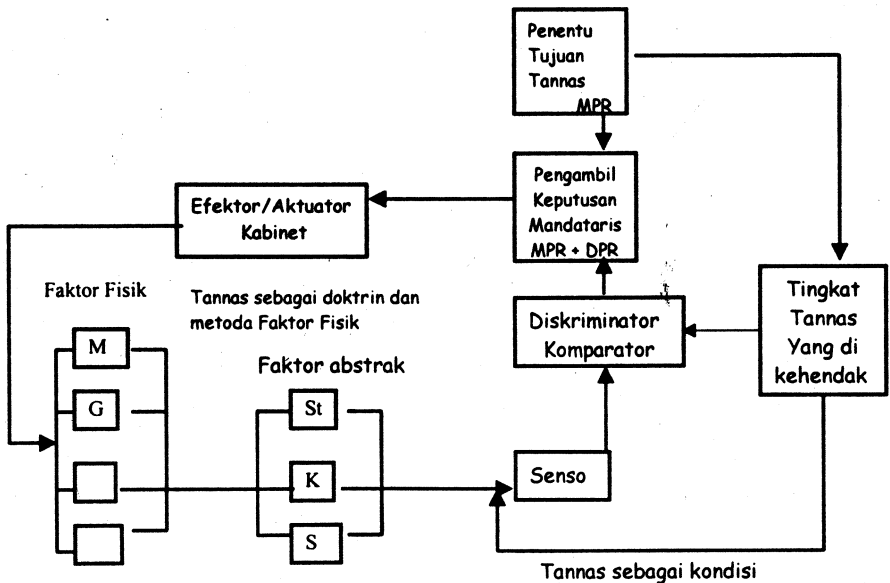 Penentu
Tujuan
Tannas
MPR
Pengambil
Keputusan
Mandataris
MPR + DPR
Efektor/Aktuator
Kabinet
Faktor Fisik
Tannas sebagai doktrin dan
metoda Faktor Fisik
Diskriminator
Komparator
Tingkat
Tannas
Yang di
kehendak
M
Faktor abstrak
G
St
K
Senso
S
Tannas sebagai kondisi